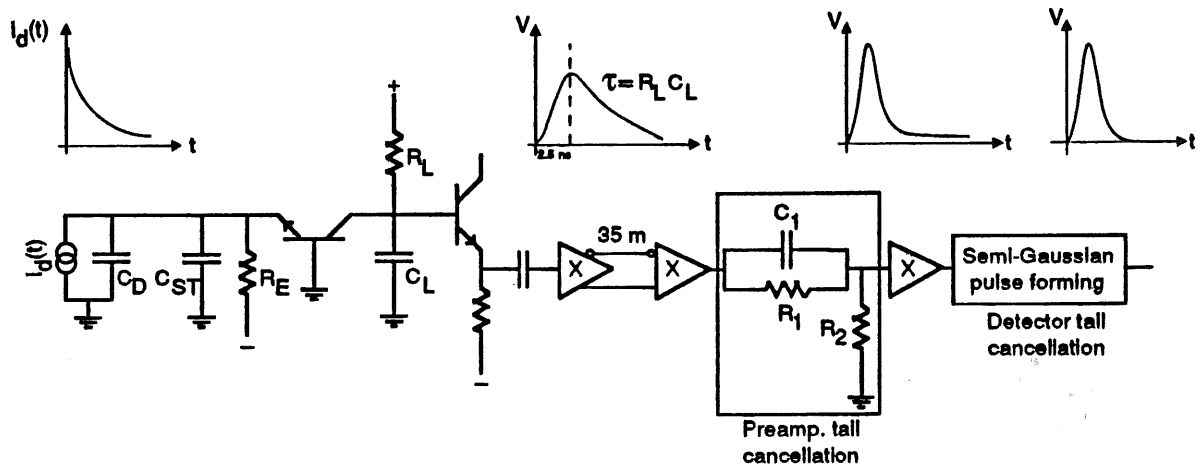 I_d(t)
t
V
τ=R_L C_L
2.5 ns
t
V
t
V
t
+
R_L
I_d(t)
C_D
C_ST
R_E
–
C_L
–
X
35 m
X
C_1
R_1
R_2
X
Semi-Gaussian
pulse forming
Detector tail
cancellation
Preamp. tail
cancellation